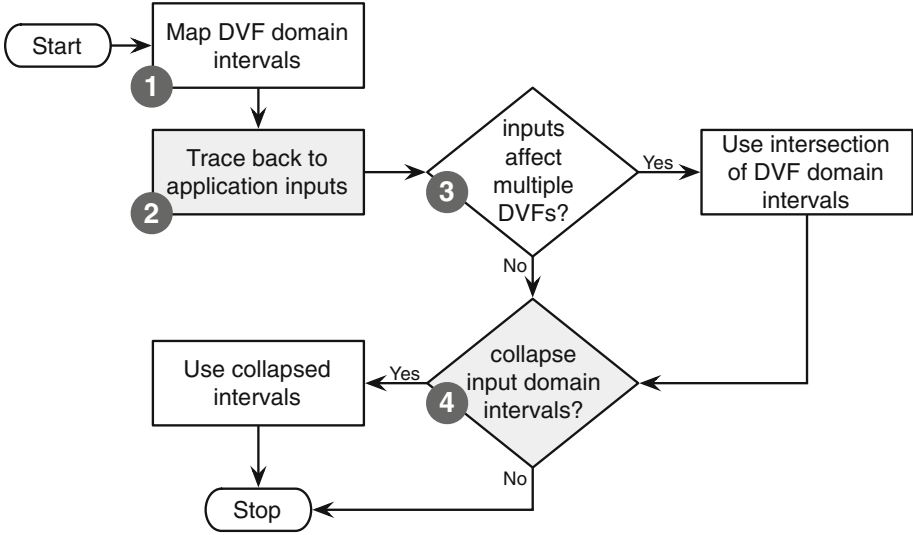 Start
Map DVF domain
intervals
1
Trace back to
application inputs
2
inputs
affect
multiple
DVFs?
3
Yes
Use intersection
of DVF domain
intervals
No
collapse
input domain
intervals?
4
Yes
Use collapsed
intervals
No
Stop